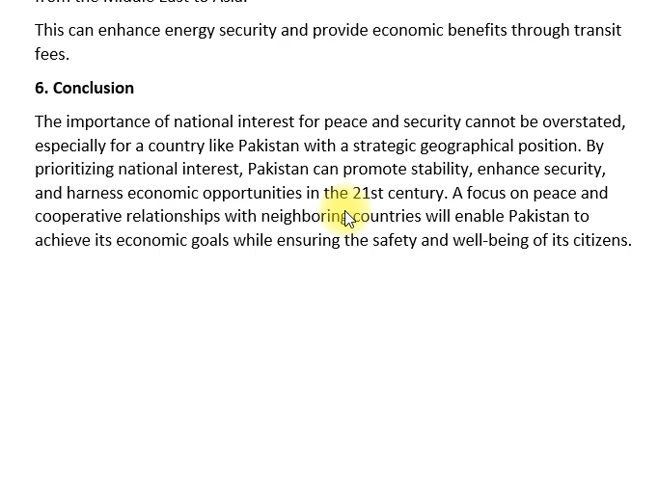 This can enhance energy security and provide economic benefits through transit
fees.
6. Conclusion
The importance of national interest for peace and security cannot be overstated,
especially for a country like Pakistan with a strategic geographical position. By
prioritizing national interest, Pakistan can promote stability, enhance security,
and harness economic opportunities in the 21st century. A focus on peace and
cooperative relationships with neighboring countries will enable Pakistan to
achieve its economic goals while ensuring the safety and well-being of its citizens.